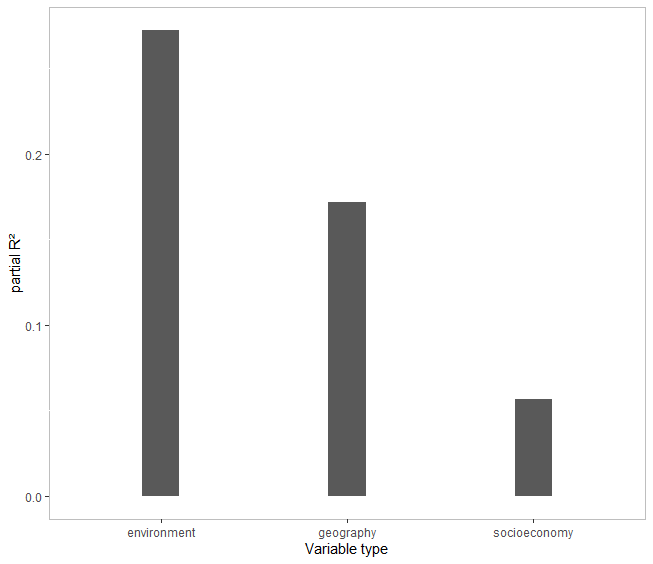 partial R²
0.2
0.1
0.0
environment
geography
socioeconomy
Variable type